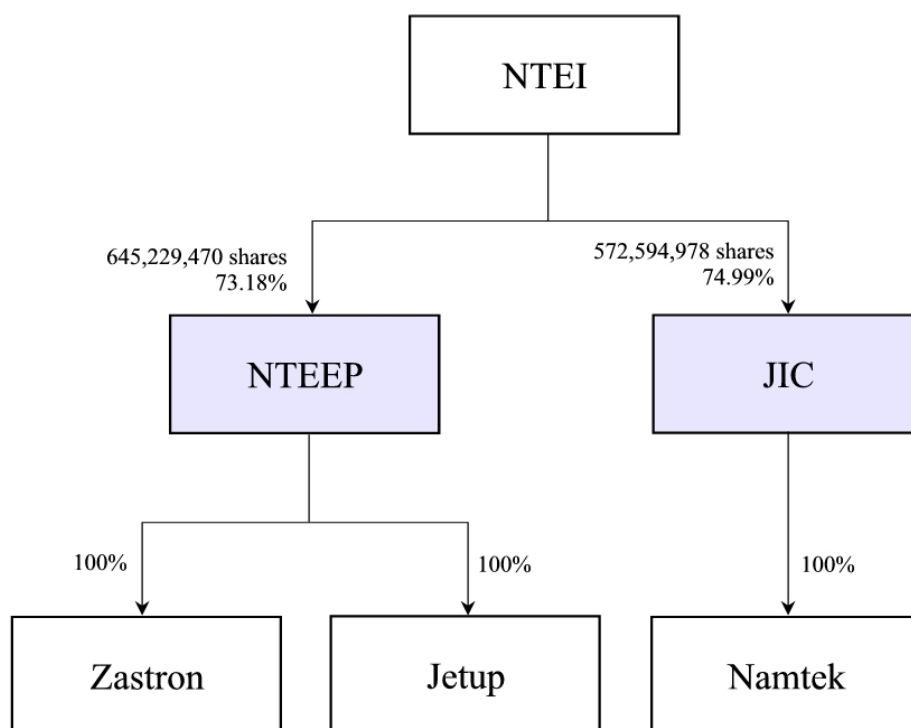 NTEI
645,229,470 shares
73.18%
572,594,978 shares
74.99%
NTEEP
JIC
100%
100%
100%
Zastron
Jetup
Namtek